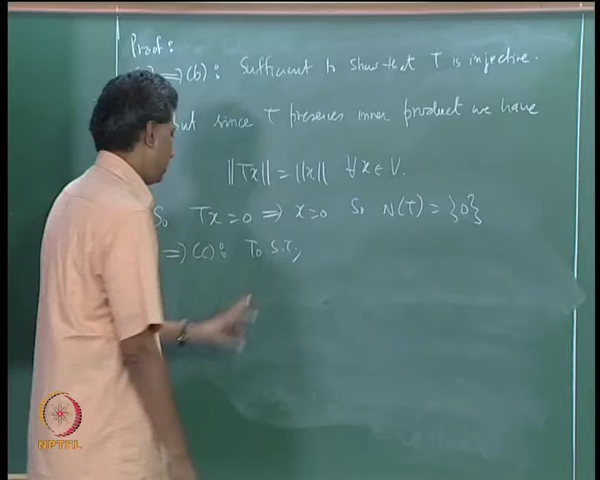 Proof:
⟹ (b): Sufficient to show that T is injective.
But since T preserves inner product we have
||Tx|| = ||x|| ∀ x ∈ V.
So Tx = 0 ⟹ x = 0 So N(T) = {0}
⟹ (c): To S.T.,
NPTEL